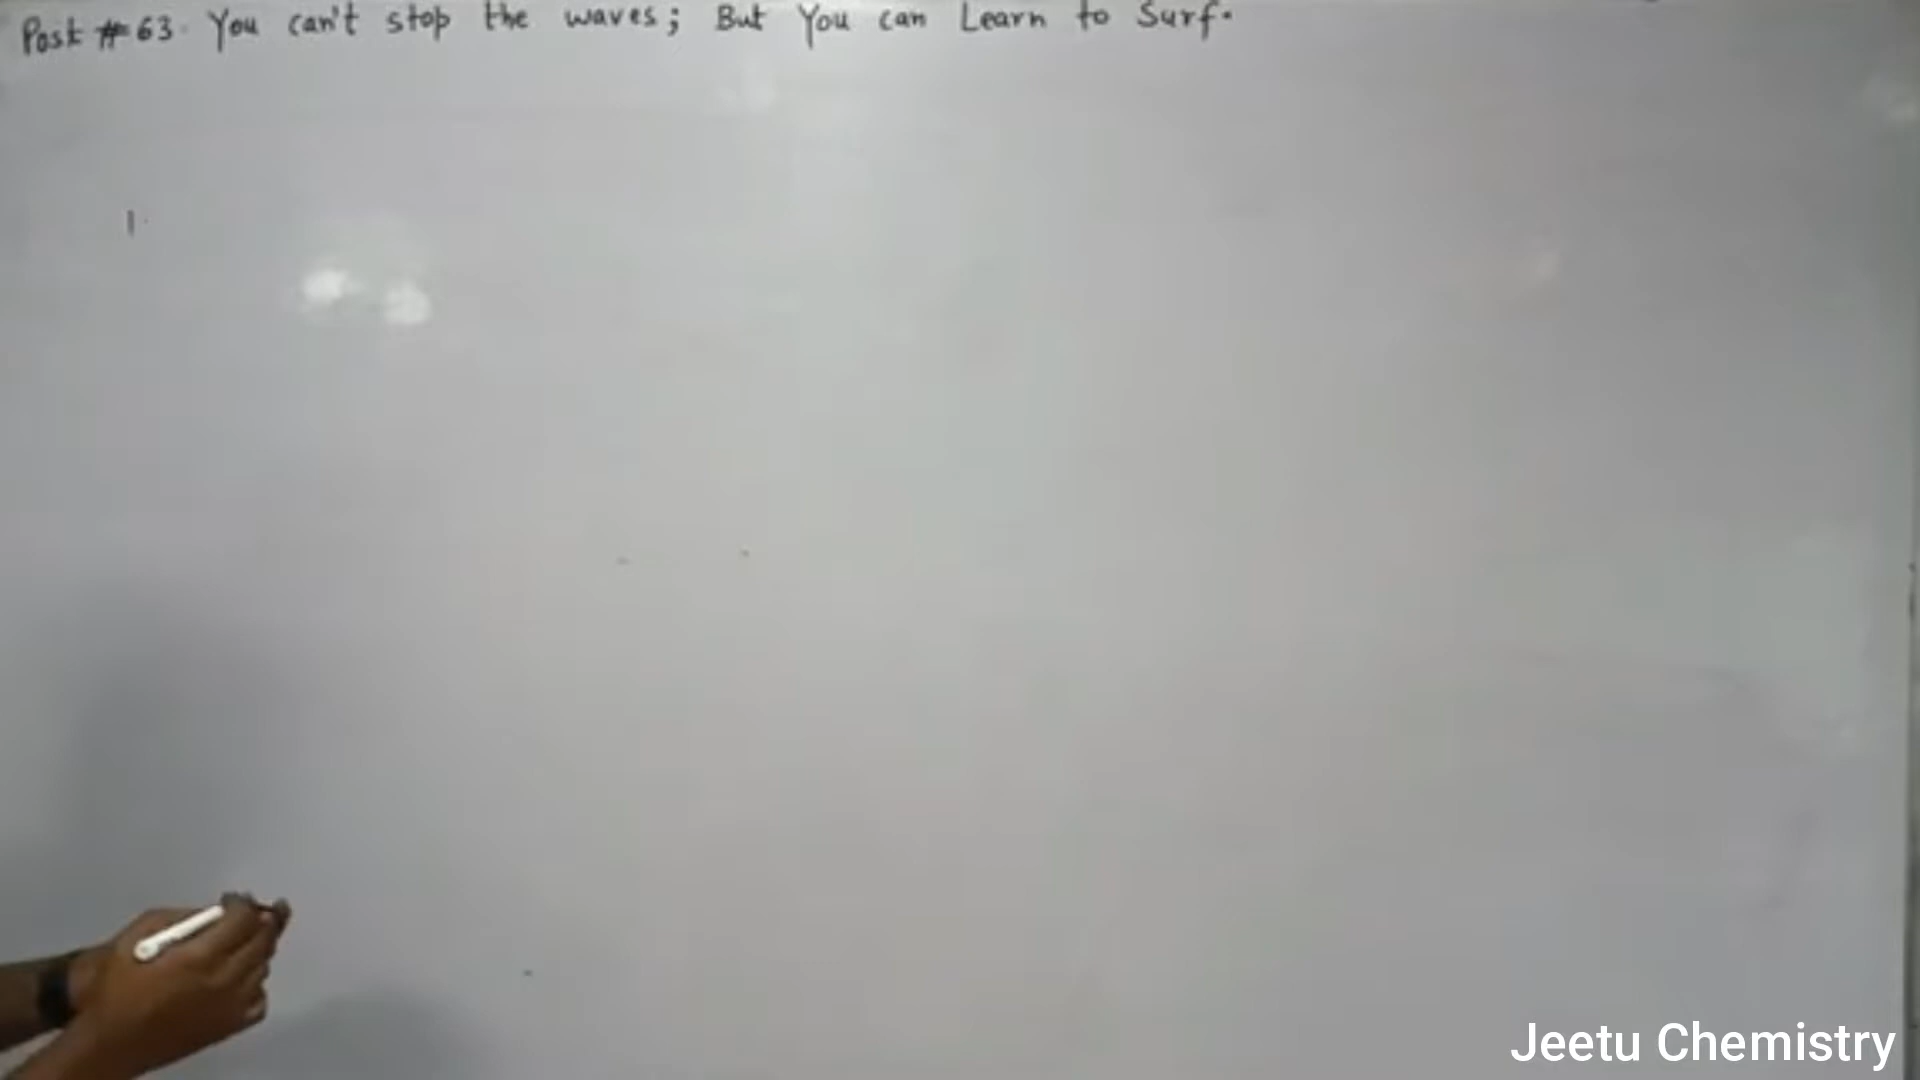 Post #63. You can't stop the waves; But You can Learn to Surf.
1.
Jeetu Chemistry